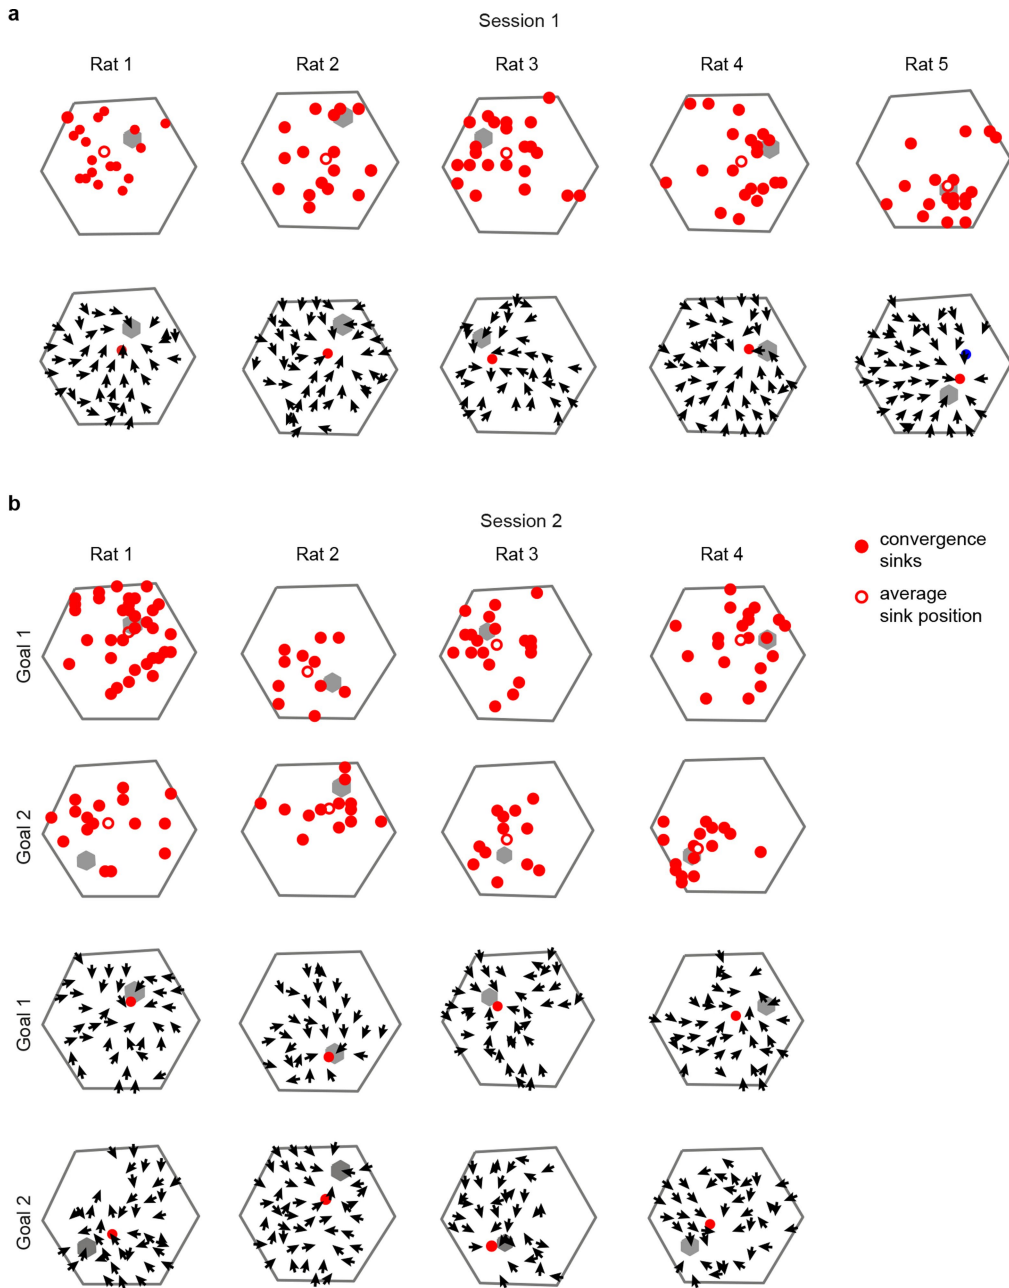 a
Session 1
Rat 1 Rat 2 Rat 3 Rat 4 Rat 5
b
Session 2
Rat 1 Rat 2 Rat 3 Rat 4
convergence
sinks
average
sink position
Goal 1
Goal 2
Goal 1
Goal 2